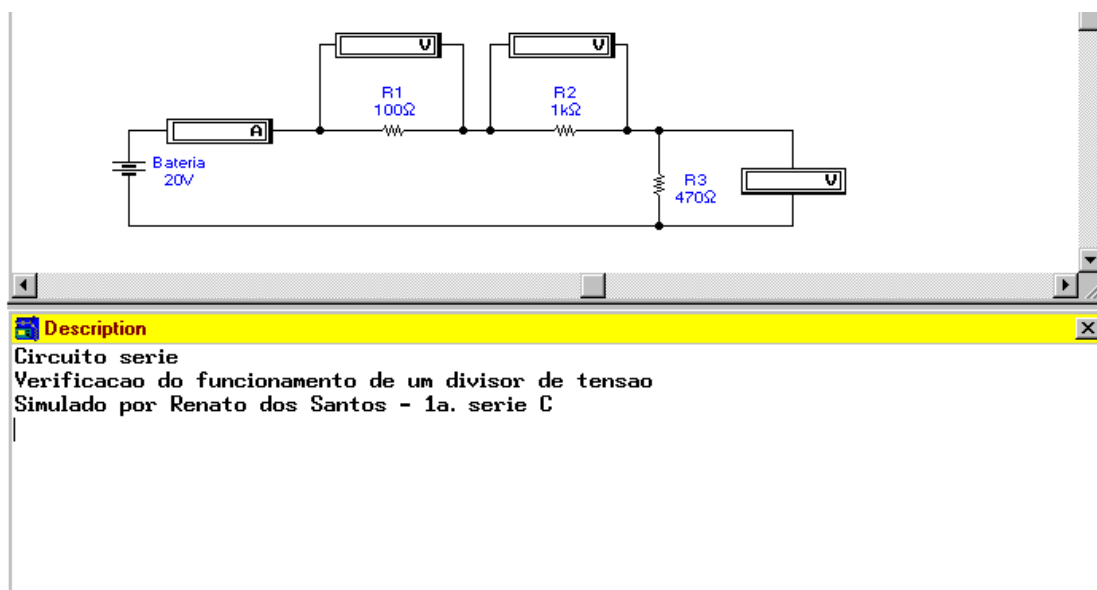 V
V
R1
100Ω
R2
1kΩ
A
Bateria
20V
R3
470Ω
V
Description
Circuito serie
Verificacao do funcionamento de um divisor de tensao
Simulado por Renato dos Santos - 1a. serie C